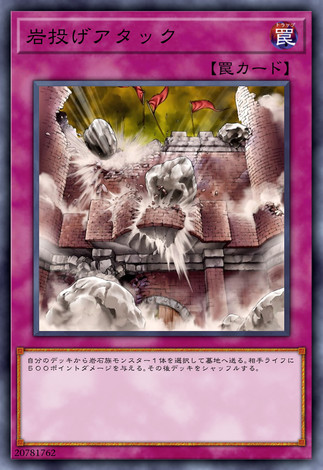 岩投げアタック
トラップ
罠
【罠カード】
自分のデッキから岩石族モンスター１体を選択して墓地へ送る。相手ライフに
５００ポイントダメージを与える。その後デッキをシャッフルする。
20781762